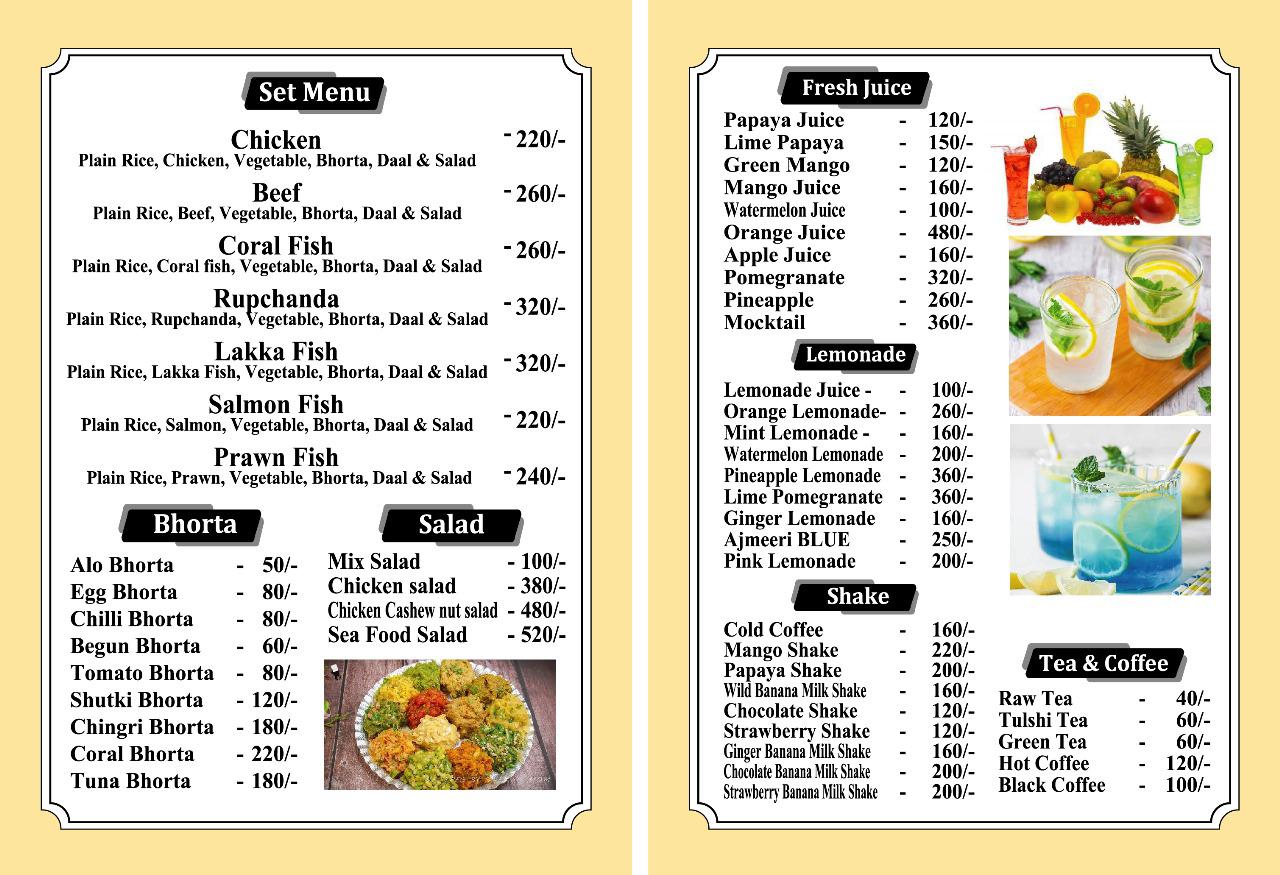 Set Menu
Chicken - 220/-
Plain Rice, Chicken, Vegetable, Bhorta, Daal & Salad
Beef - 260/-
Plain Rice, Beef, Vegetable, Bhorta, Daal & Salad
Coral Fish - 260/-
Plain Rice, Coral fish, Vegetable, Bhorta, Daal & Salad
Rupchanda - 320/-
Plain Rice, Rupchanda, Vegetable, Bhorta, Daal & Salad
Lakka Fish - 320/-
Plain Rice, Lakka Fish, Vegetable, Bhorta, Daal & Salad
Salmon Fish - 220/-
Plain Rice, Salmon, Vegetable, Bhorta, Daal & Salad
Prawn Fish - 240/-
Plain Rice, Prawn, Vegetable, Bhorta, Daal & Salad
Bhorta
Alo Bhorta - 50/-
Egg Bhorta - 80/-
Chilli Bhorta - 80/-
Begun Bhorta - 60/-
Tomato Bhorta - 80/-
Shutki Bhorta - 120/-
Chingri Bhorta - 180/-
Coral Bhorta - 220/-
Tuna Bhorta - 180/-
Salad
Mix Salad - 100/-
Chicken salad - 380/-
Chicken Cashew nut salad - 480/-
Sea Food Salad - 520/-
Fresh Juice
Papaya Juice - 120/-
Lime Papaya - 150/-
Green Mango - 120/-
Mango Juice - 160/-
Watermelon Juice - 100/-
Orange Juice - 480/-
Apple Juice - 160/-
Pomegranate - 320/-
Pineapple - 260/-
Mocktail - 360/-
Lemonade
Lemonade Juice - - 100/-
Orange Lemonade- - 260/-
Mint Lemonade - - 160/-
Watermelon Lemonade - 200/-
Pineapple Lemonade - 360/-
Lime Pomegranate - 360/-
Ginger Lemonade - 160/-
Ajmeeri BLUE - 250/-
Pink Lemonade - 200/-
Shake
Cold Coffee - 160/-
Mango Shake - 220/-
Papaya Shake - 200/-
Wild Banana Milk Shake - 160/-
Chocolate Shake - 120/-
Strawberry Shake - 120/-
Ginger Banana Milk Shake - 160/-
Chocolate Banana Milk Shake - 200/-
Strawberry Banana Milk Shake - 200/-
Tea & Coffee
Raw Tea - 40/-
Tulshi Tea - 60/-
Green Tea - 60/-
Hot Coffee - 120/-
Black Coffee - 100/-